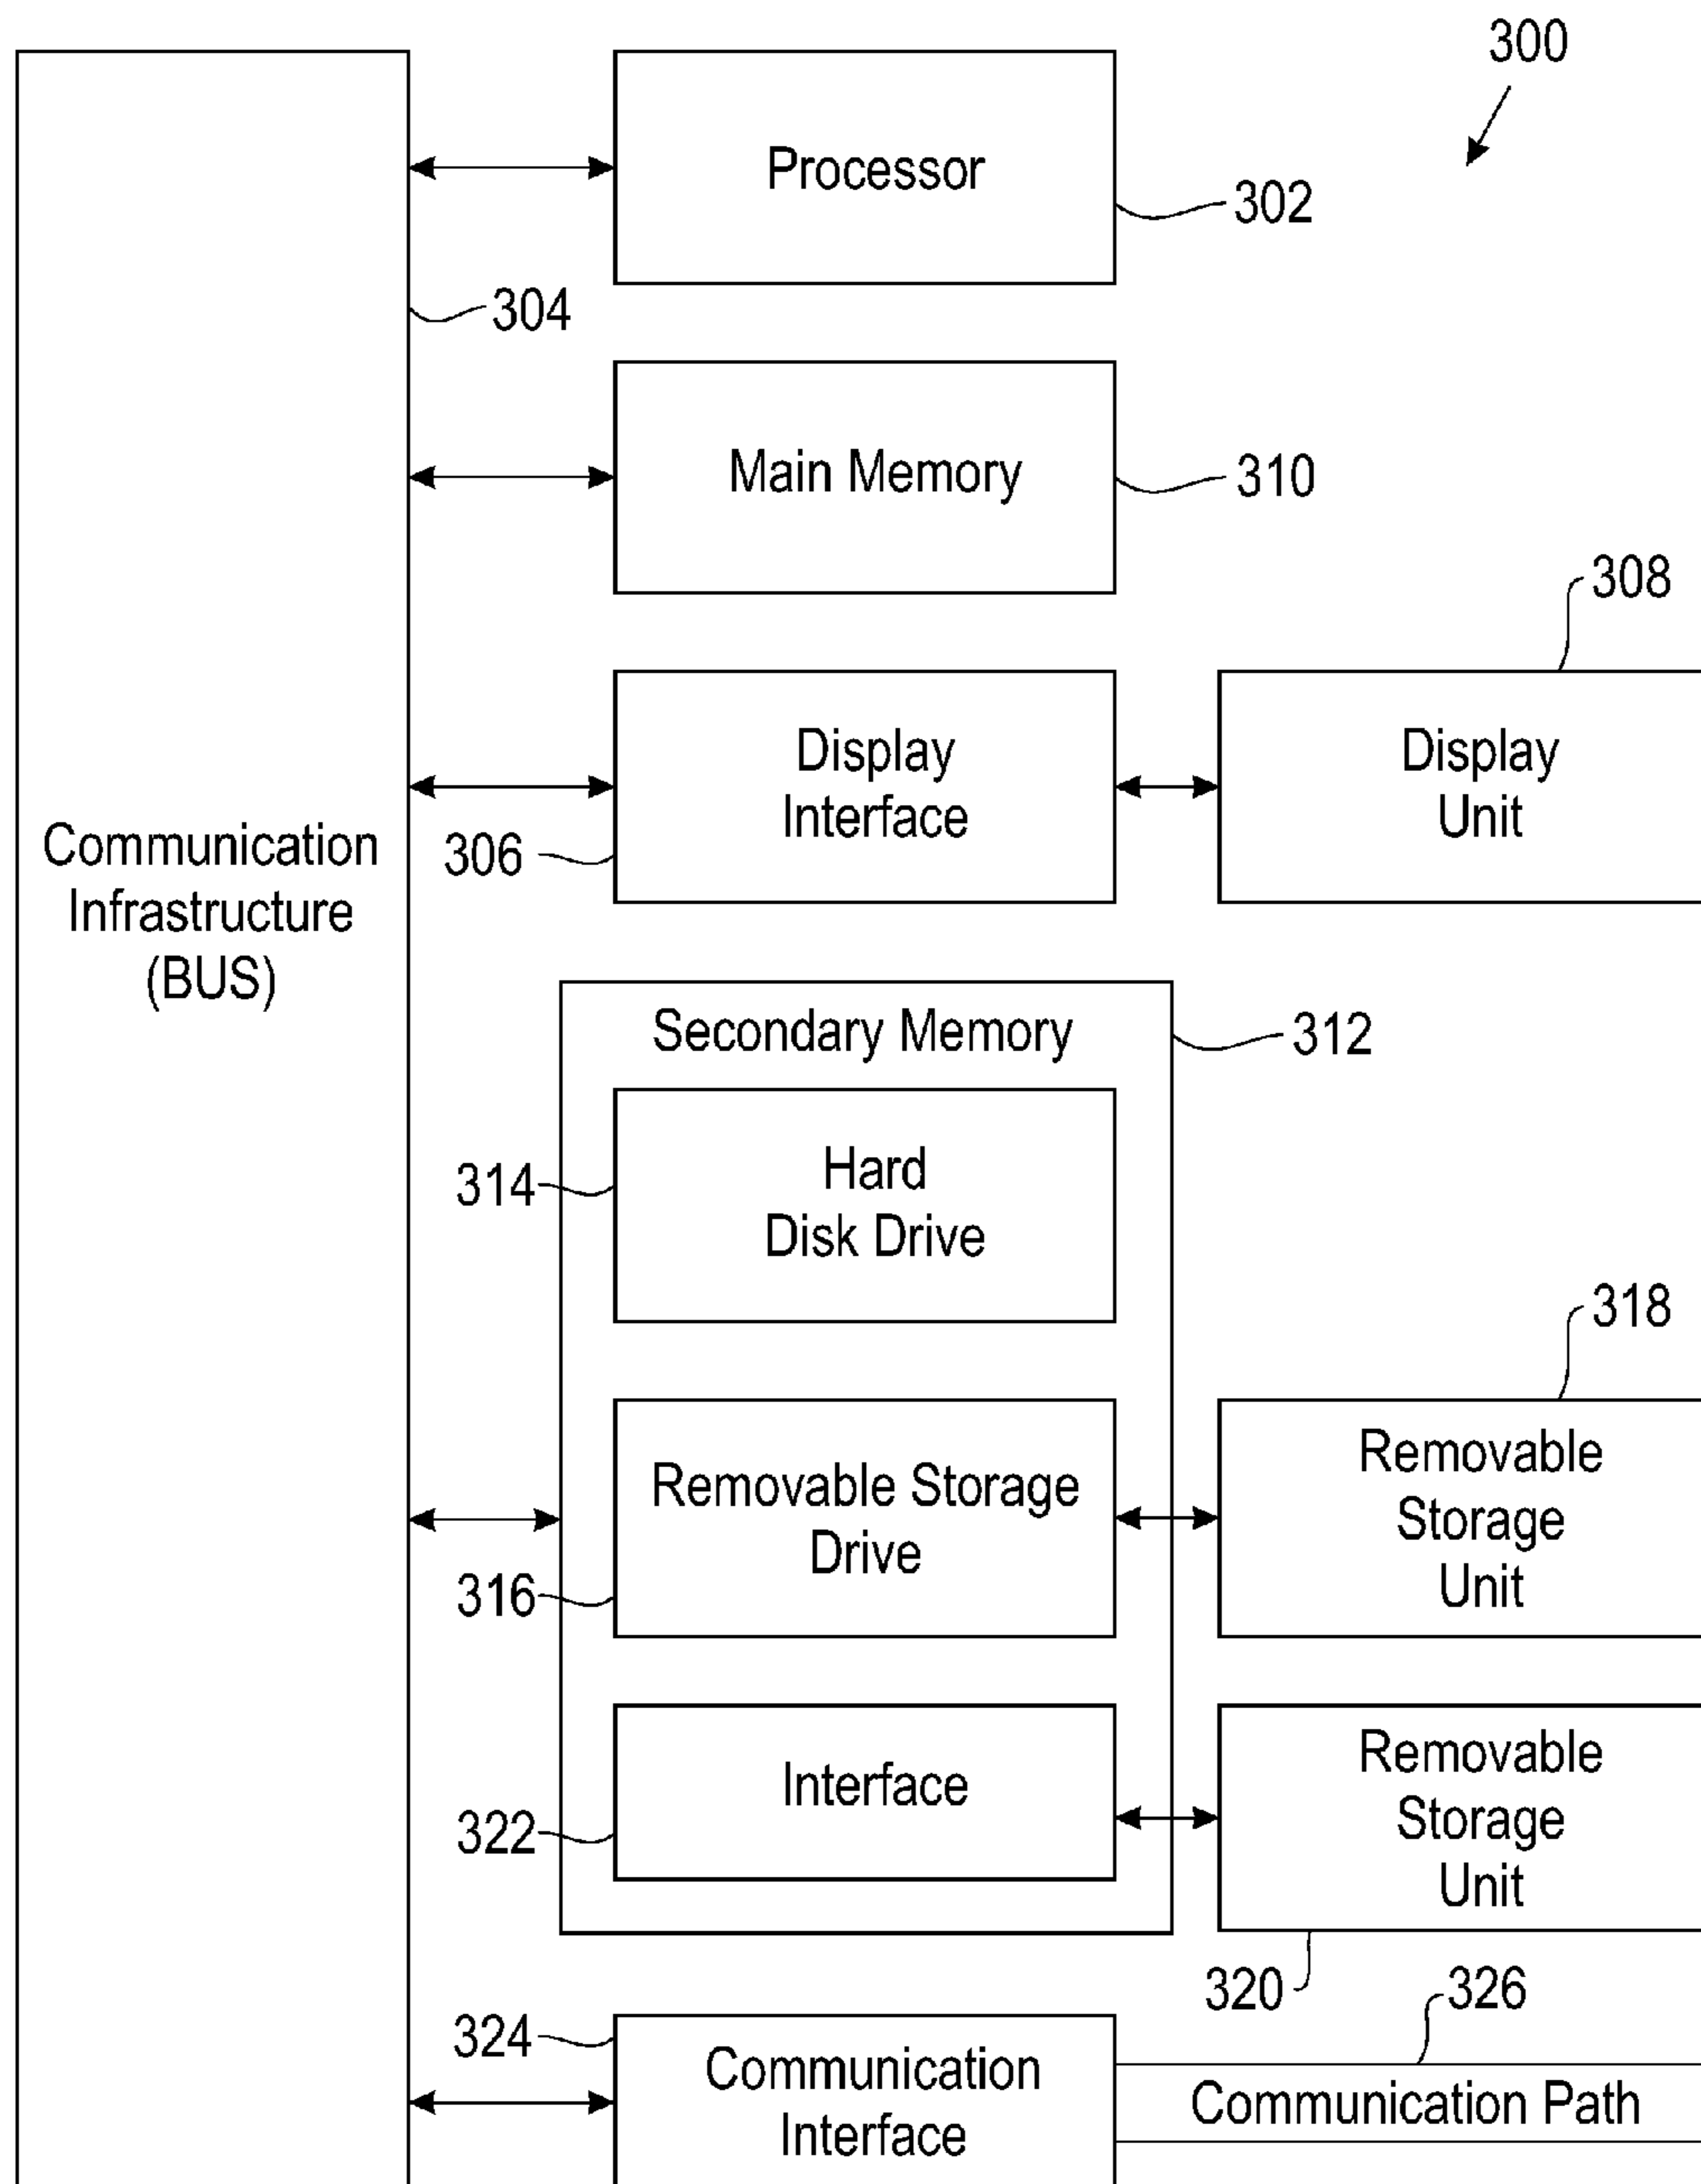 300
Processor
302
304
Main Memory
310
308
Display
Interface
306
Display
Unit
Communication
Infrastructure
(BUS)
Secondary Memory
312
Hard
Disk Drive
314
318
Removable Storage
Drive
316
Removable
Storage
Unit
Interface
322
Removable
Storage
Unit
320
326
324
Communication
Interface
Communication Path